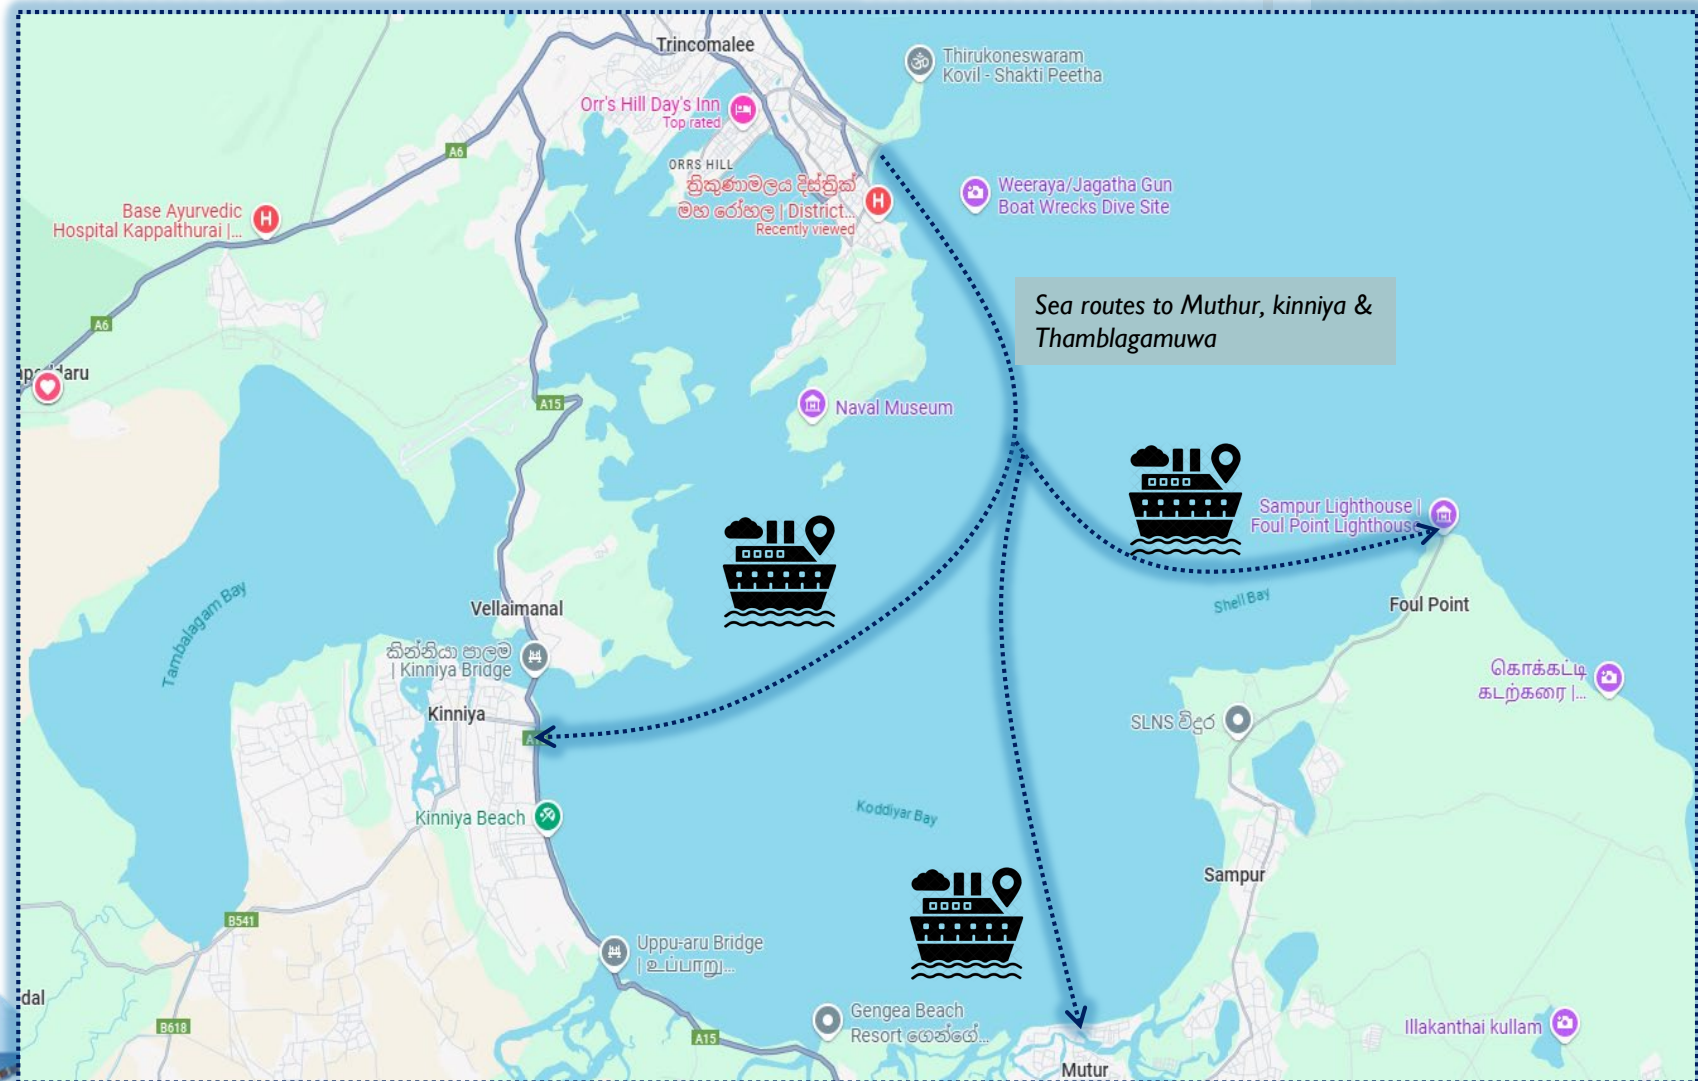 Trincomalee
Thirukoneswaram
Kovil - Shakti Peetha
Orr's Hill Day's Inn
Top rated
A6
ORRS HILL
ත්‍රිකුණාමලය දිස්ත්‍රික්
මහ රෝහල | District...
Recently viewed
Weeraya/Jagatha Gun
Boat Wrecks Dive Site
Base Ayurvedic
Hospital Kappalthurai |...
Sea routes to Muthur, kinniya &
Thamblagamuwa
A6
A15
Naval Museum
Sampur Lighthouse |
Foul Point Lighthouse
Tambalagam Bay
Vellaimanal
Shell Bay
Foul Point
කින්නියා පාලම
| Kinniya Bridge
கொக்கட்டி
கடற்கரை |...
Kinniya
SLNS විදුර
Kinniya Beach
Koddiyar Bay
Sampur
B541
Uppu-aru Bridge
| உப்பாறு...
dal
B618
A15
Gengea Beach
Resort ගෙන්ගේ...
Illakanthai kullam
Mutur